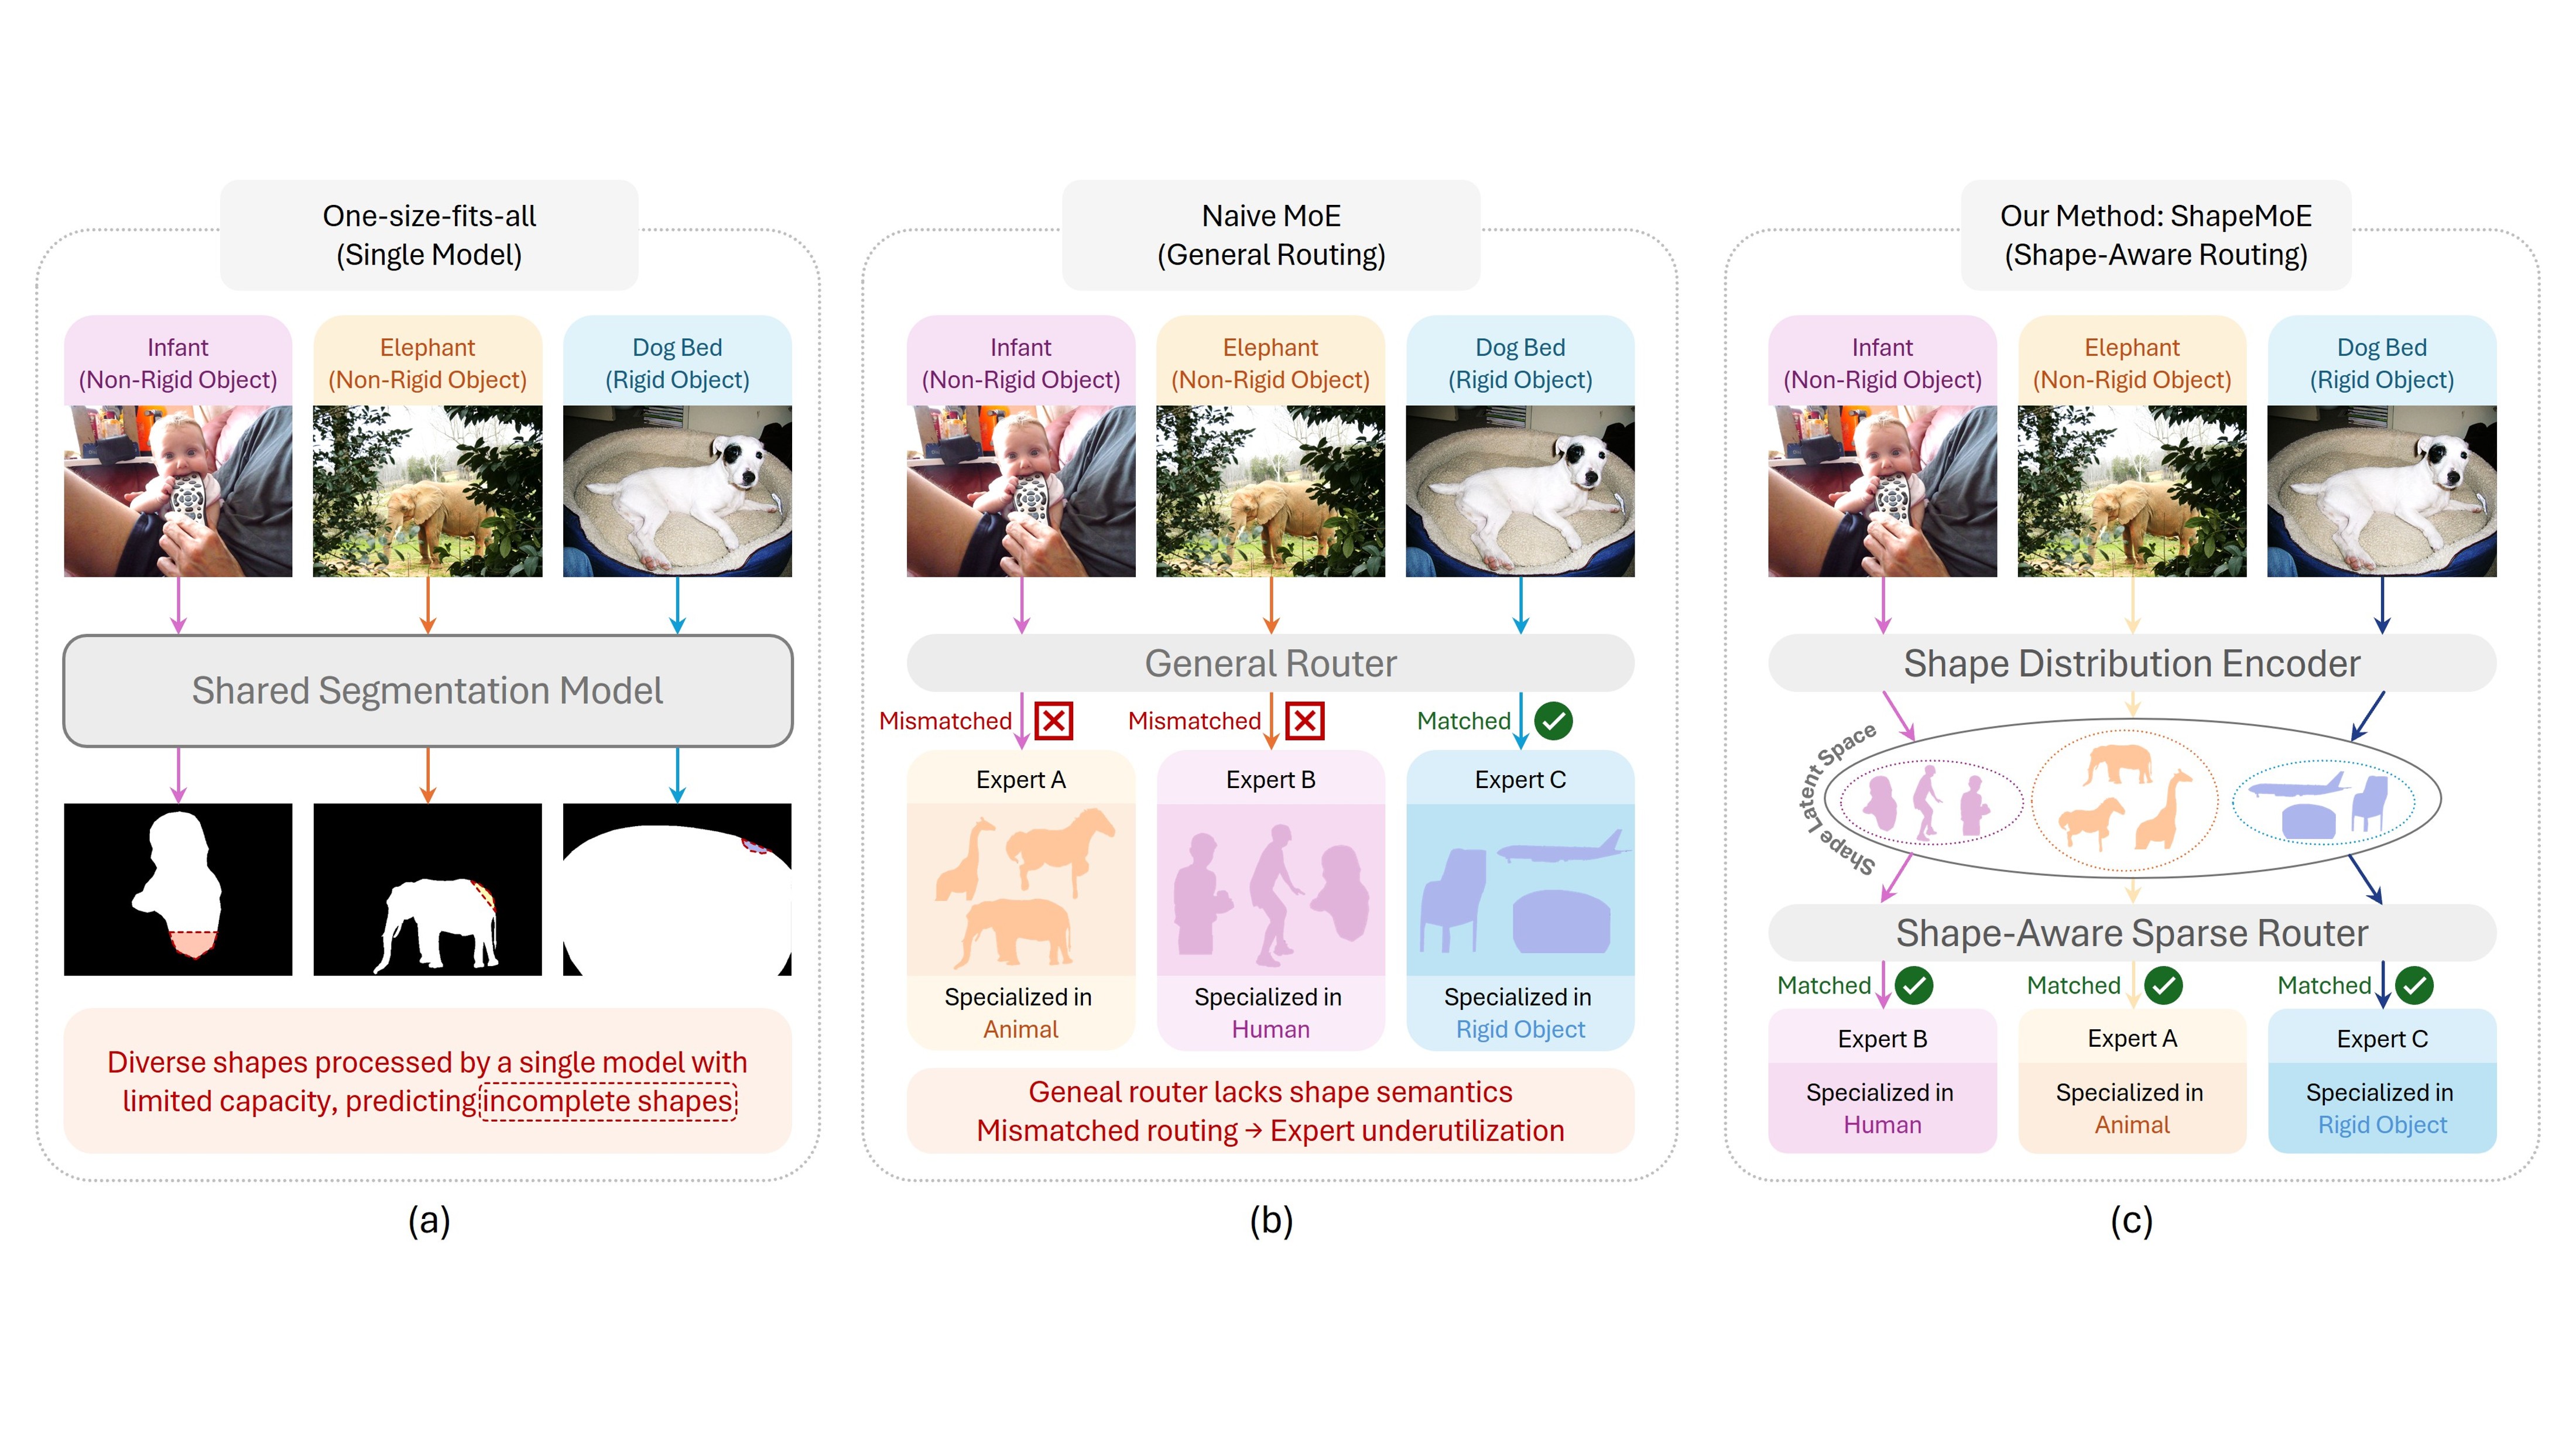 One-size-fits-all
(Single Model)
Infant
(Non-Rigid Object)
Elephant
(Non-Rigid Object)
Dog Bed
(Rigid Object)
Shared Segmentation Model
Diverse shapes processed by a single model with
limited capacity, predicting incomplete shapes
(a)
Naive MoE
(General Routing)
Infant
(Non-Rigid Object)
Elephant
(Non-Rigid Object)
Dog Bed
(Rigid Object)
General Router
Mismatched
Mismatched
Matched
Expert A
Specialized in
Animal
Expert B
Specialized in
Human
Expert C
Specialized in
Rigid Object
Geneal router lacks shape semantics
Mismatched routing → Expert underutilization
(b)
Our Method: ShapeMoE
(Shape-Aware Routing)
Infant
(Non-Rigid Object)
Elephant
(Non-Rigid Object)
Dog Bed
(Rigid Object)
Shape Distribution Encoder
Shape Latent Space
Shape-Aware Sparse Router
Matched
Matched
Matched
Expert B
Specialized in
Human
Expert A
Specialized in
Animal
Expert C
Specialized in
Rigid Object
(c)